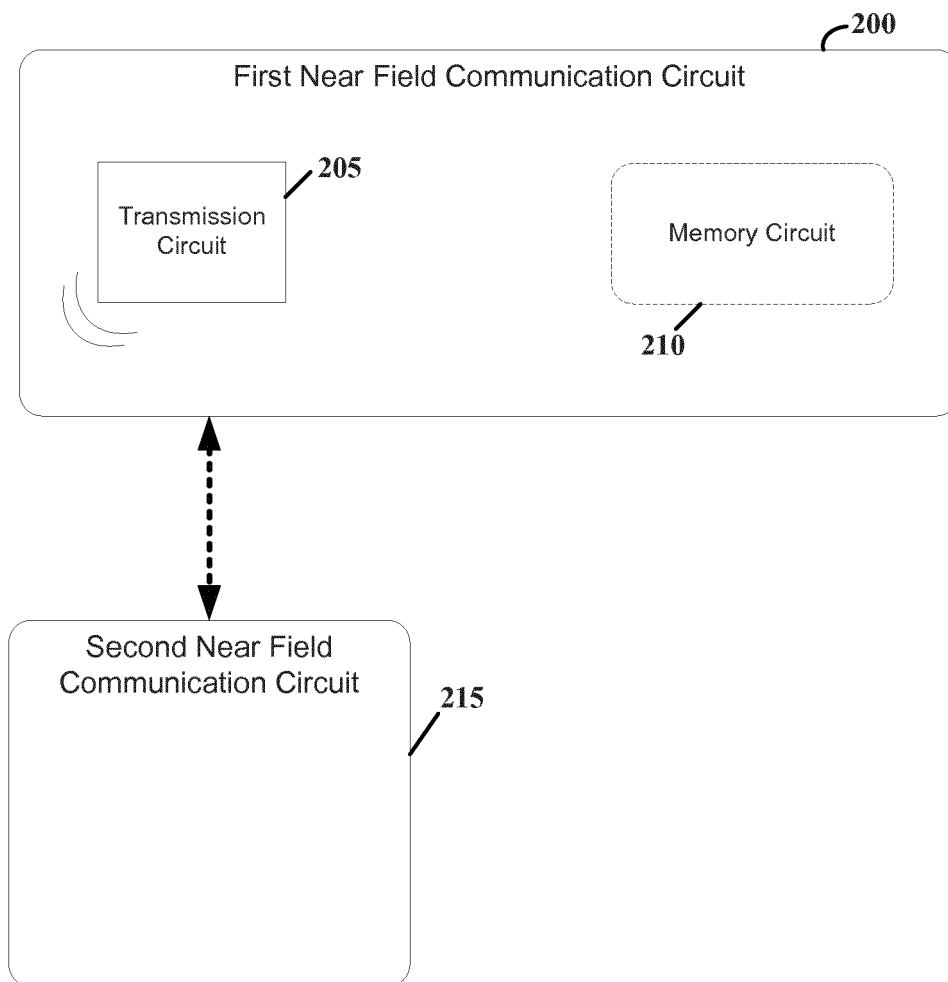 200
First Near Field Communication Circuit
205
Transmission
Circuit
Memory Circuit
210
Second Near Field
Communication Circuit
215